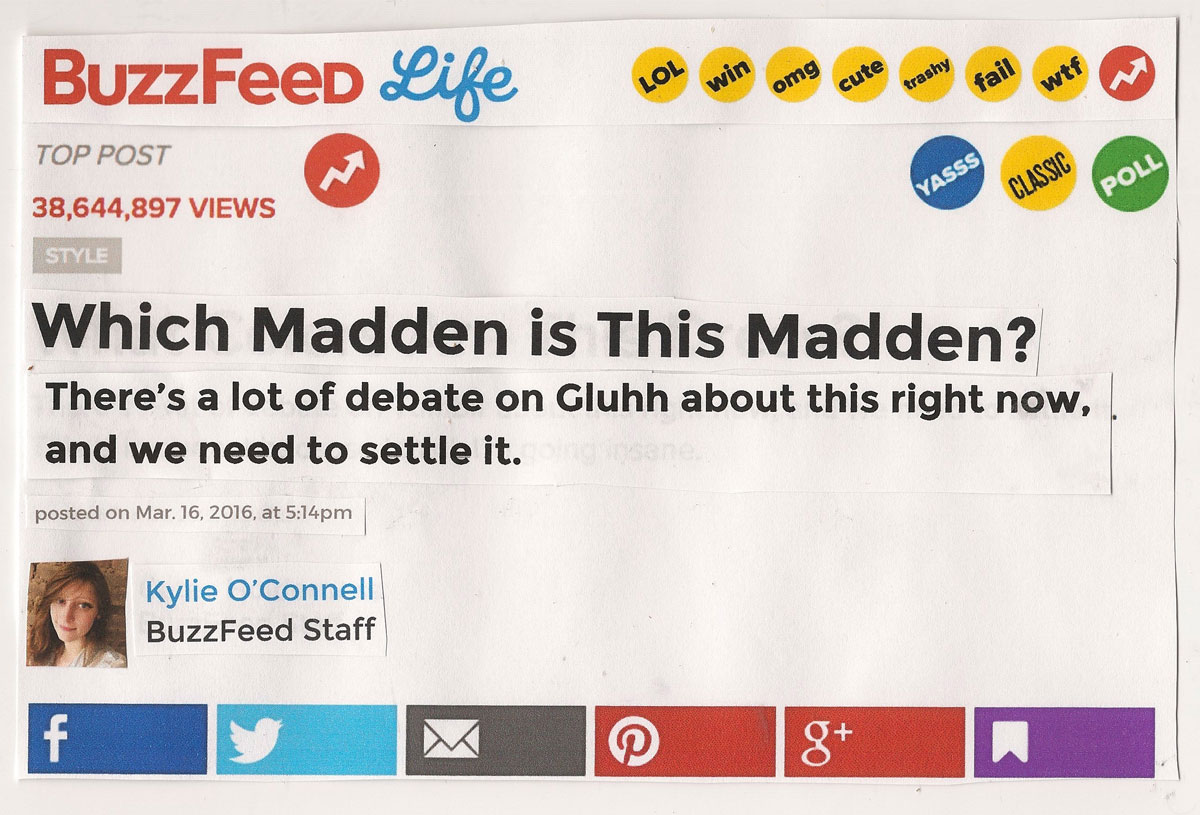 BuzzFeed Life LOL win omg cute trashy fail wtf
TOP POST
38,644,897 VIEWS
YASSS CLASSIC POLL
STYLE
Which Madden is This Madden?
There's a lot of debate on Gluhh about this right now,
and we need to settle it.
going insane.
posted on Mar. 16, 2016, at 5:14pm
Kylie O'Connell
BuzzFeed Staff
f g+